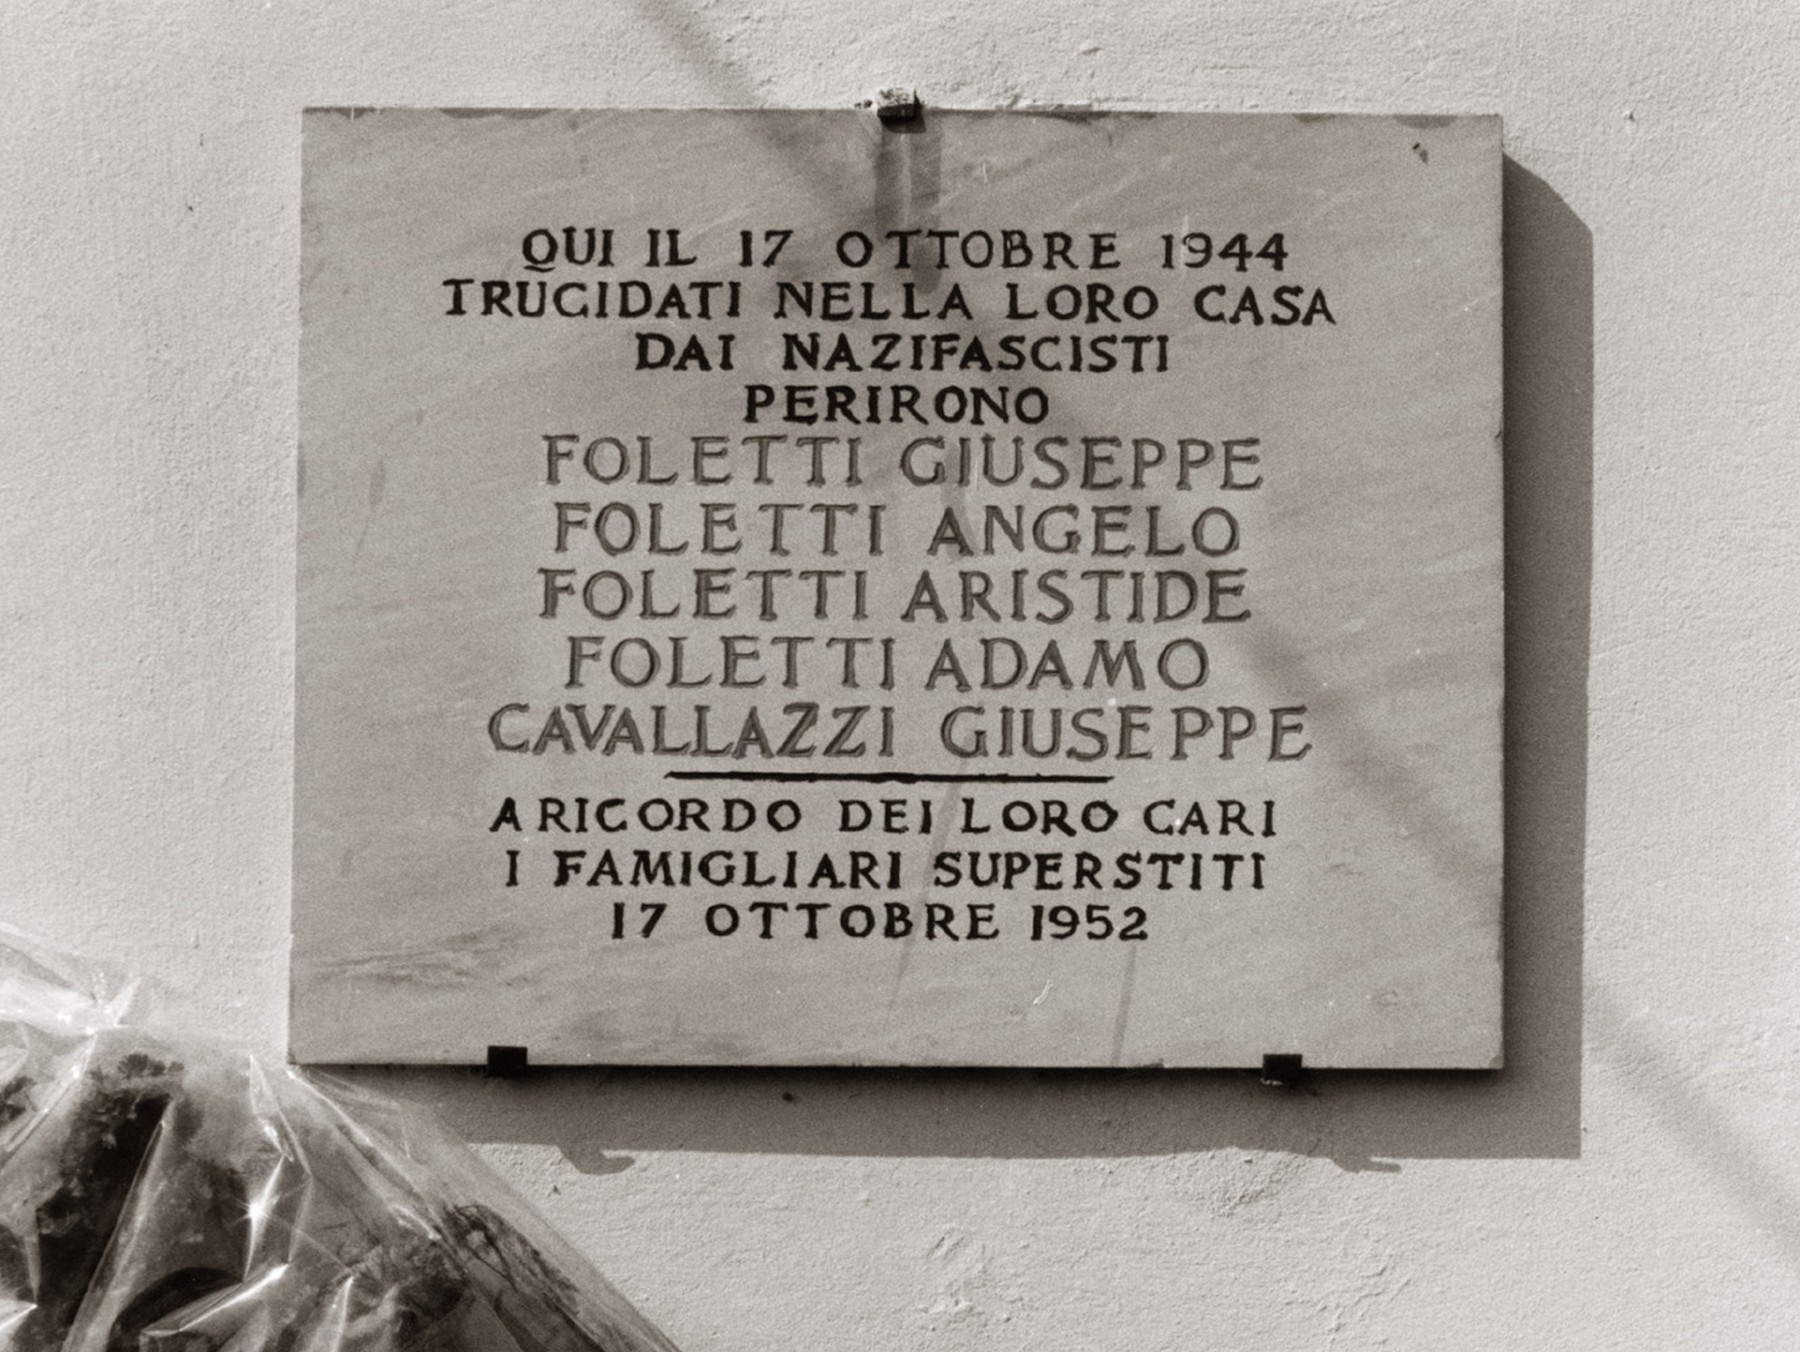 QUI IL 17 OTTOBRE 1944
TRUCIDATI NELLA LORO CASA
DAI NAZIFASCISTI
PERIRONO
FOLETTI GIUSEPPE
FOLETTI ANGELO
FOLETTI ARISTIDE
FOLETTI ADAMO
CAVALLAZZI GIUSEPPE
A RICORDO DEI LORO CARI
I FAMIGLIARI SUPERSTITI
17 OTTOBRE 1952